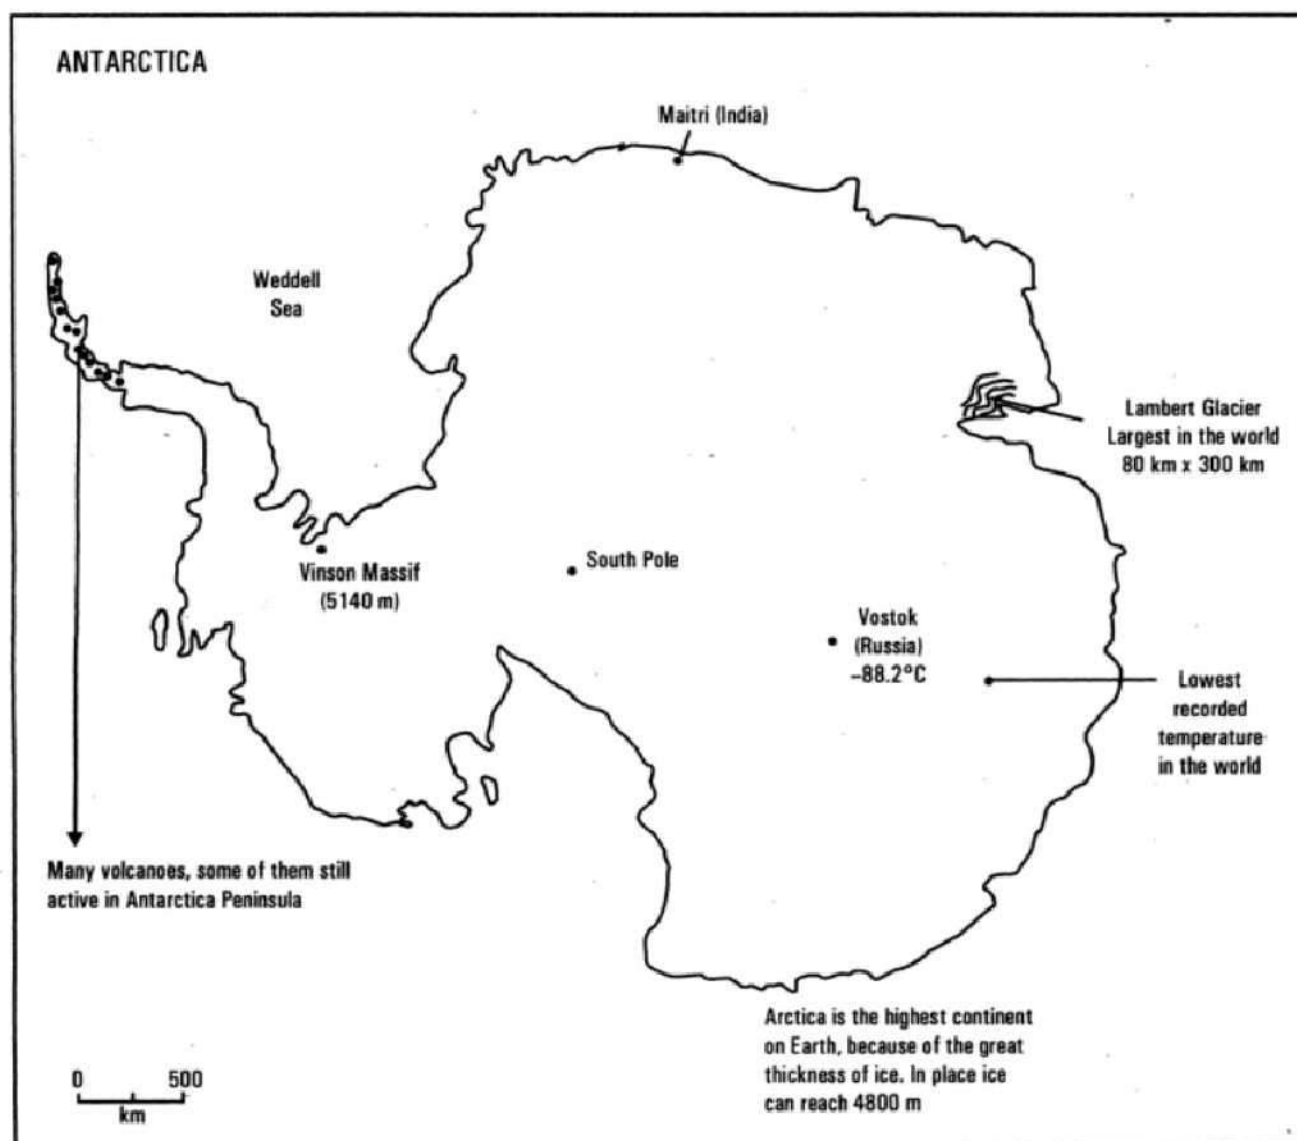 ANTARCTICA
Maitri (India)
Weddell
Sea
Lambert Glacier
Largest in the world
80 km x 300 km
South Pole
Vinson Massif
(5140 m)
Vostok
(Russia)
–88.2°C
Lowest
recorded
temperature
in the world
Many volcanoes, some of them still
active in Antarctica Peninsula
Arctica is the highest continent
on Earth, because of the great
thickness of ice. In place ice
can reach 4800 m
0 500
km